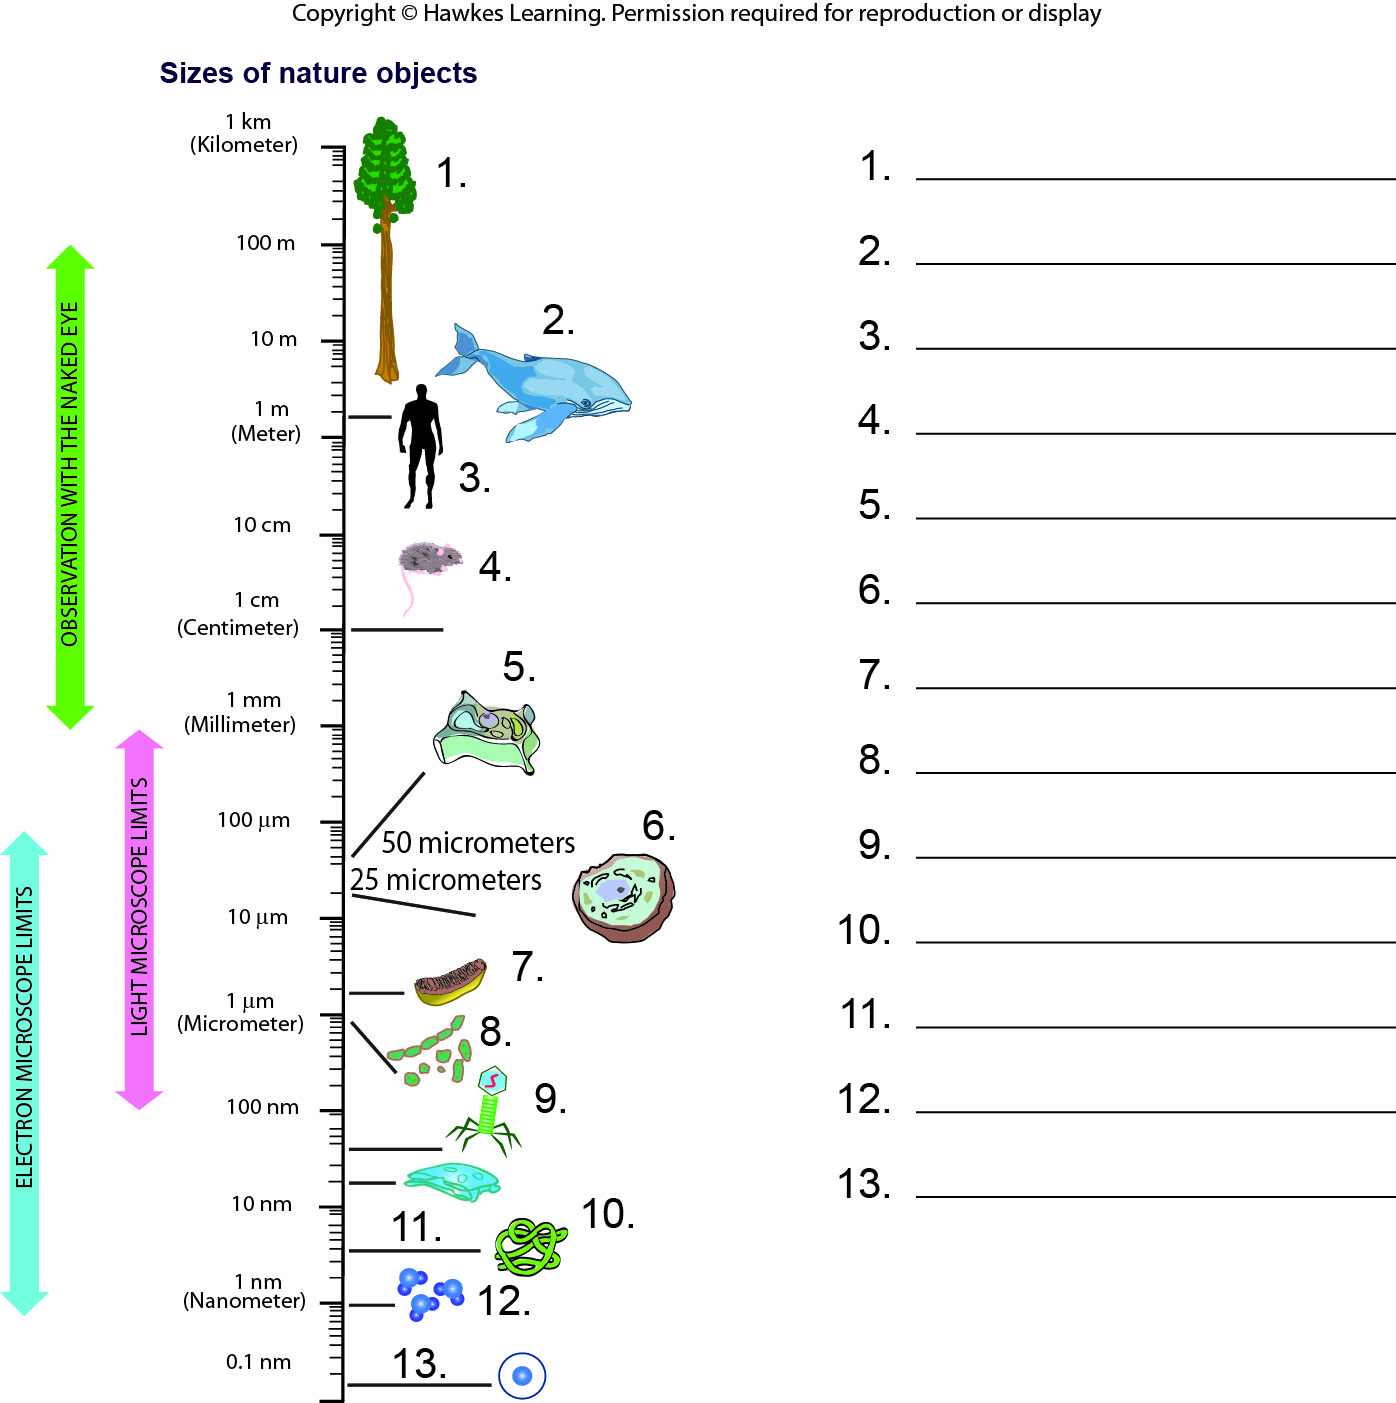 Copyright © Hawkes Learning. Permission required for reproduction or display
Sizes of nature objects
1 km
(Kilometer)
100 m
10 m
1 m
(Meter)
10 cm
1 cm
(Centimeter)
1 mm
(Millimeter)
100 µm
10 µm
1 µm
(Micrometer)
100 nm
10 nm
1 nm
(Nanometer)
0.1 nm
OBSERVATION WITH THE NAKED EYE
LIGHT MICROSCOPE LIMITS
ELECTRON MICROSCOPE LIMITS
1.
2.
3.
4.
5.
50 micrometers
25 micrometers
6.
7.
8.
9.
10.
11.
12.
13.
1.
2.
3.
4.
5.
6.
7.
8.
9.
10.
11.
12.
13.